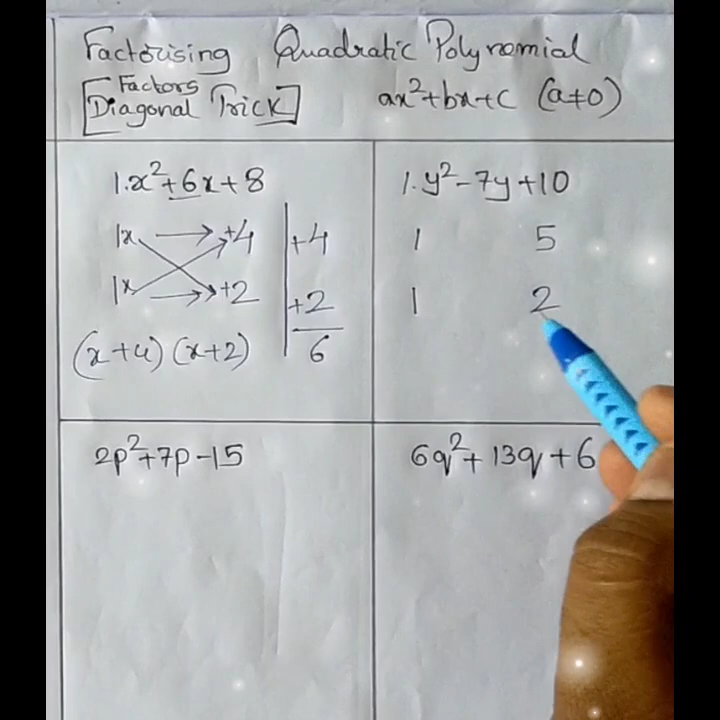 Factorising Quadratic Polynomial
[Factors Diagonal Trick] ax²+bx+c (a≠0)
1.x²+6x+8
1x → +4 | +4
1x → +2 | +2
(x+4)(x+2) 6
1.y²-7y+10
1 5
1 2
2p²+7p-15
6q²+13q+6